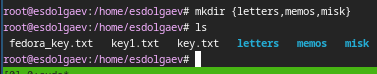 root@esdolgaev:/home/esdolgaev# mkdir {letters,memos,misk}
root@esdolgaev:/home/esdolgaev# ls
fedora_key.txt key1.txt key.txt letters memos misk
root@esdolgaev:/home/esdolgaev#